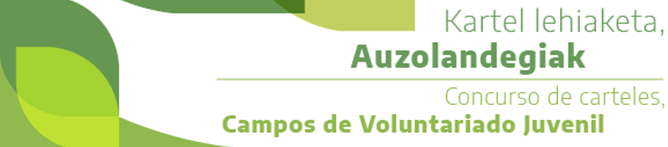 Kartel lehiaketa,
Auzolandegiak
Concurso de carteles,
Campos de Voluntariado Juvenil